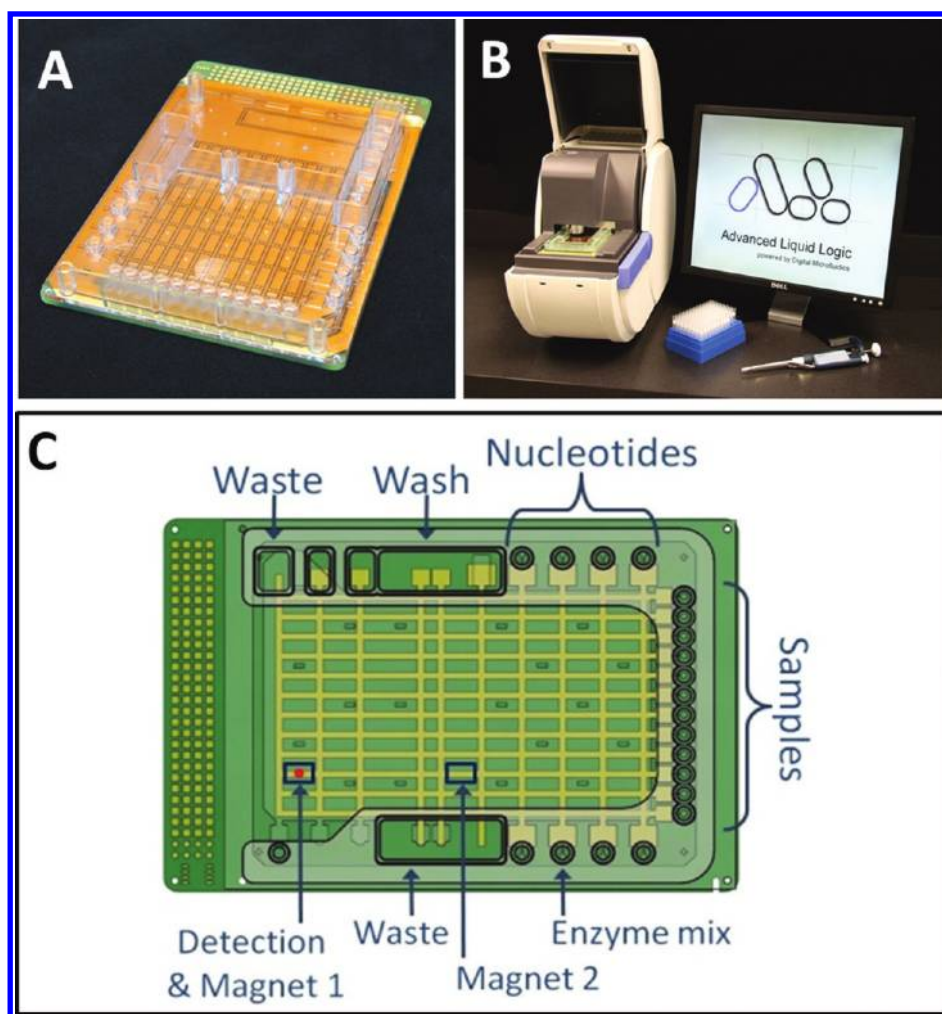 A
B
Advanced Liquid Logic
powered by Digital Microfluidics
DELL
C
Nucleotides
Waste
Wash
Samples
Detection
& Magnet 1
Waste
Magnet 2
Enzyme mix